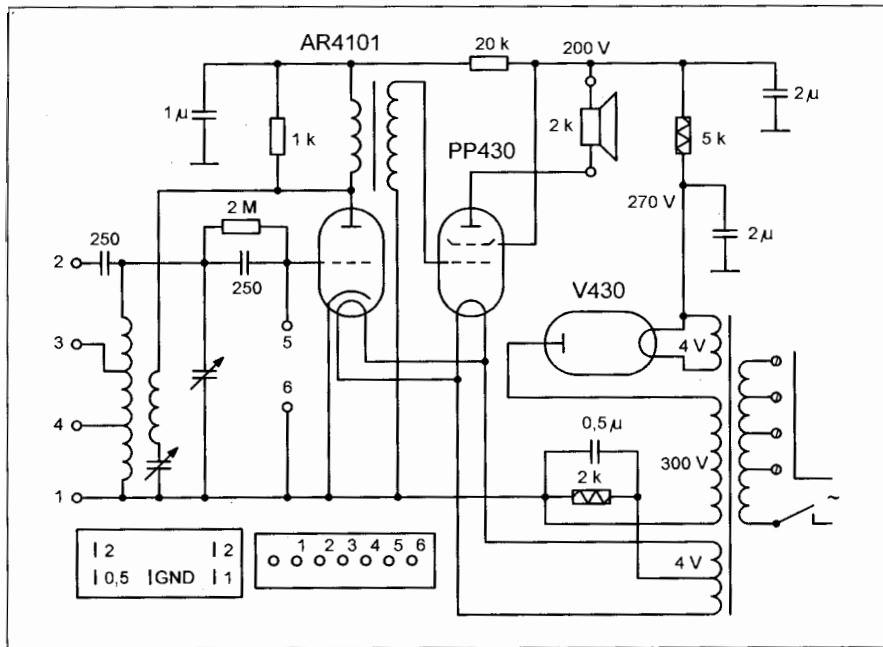 AR4101
20 k
200 V
1 µ
1 k
2 k
2 µ
PP430
5 k
2 M
270 V
250
2
250
2 µ
V430
3
5
4 V
6
4
0,5 µ
300 V
2 k
1
~
2 2
0,5 GND 1
1 2 3 4 5 6
4 V